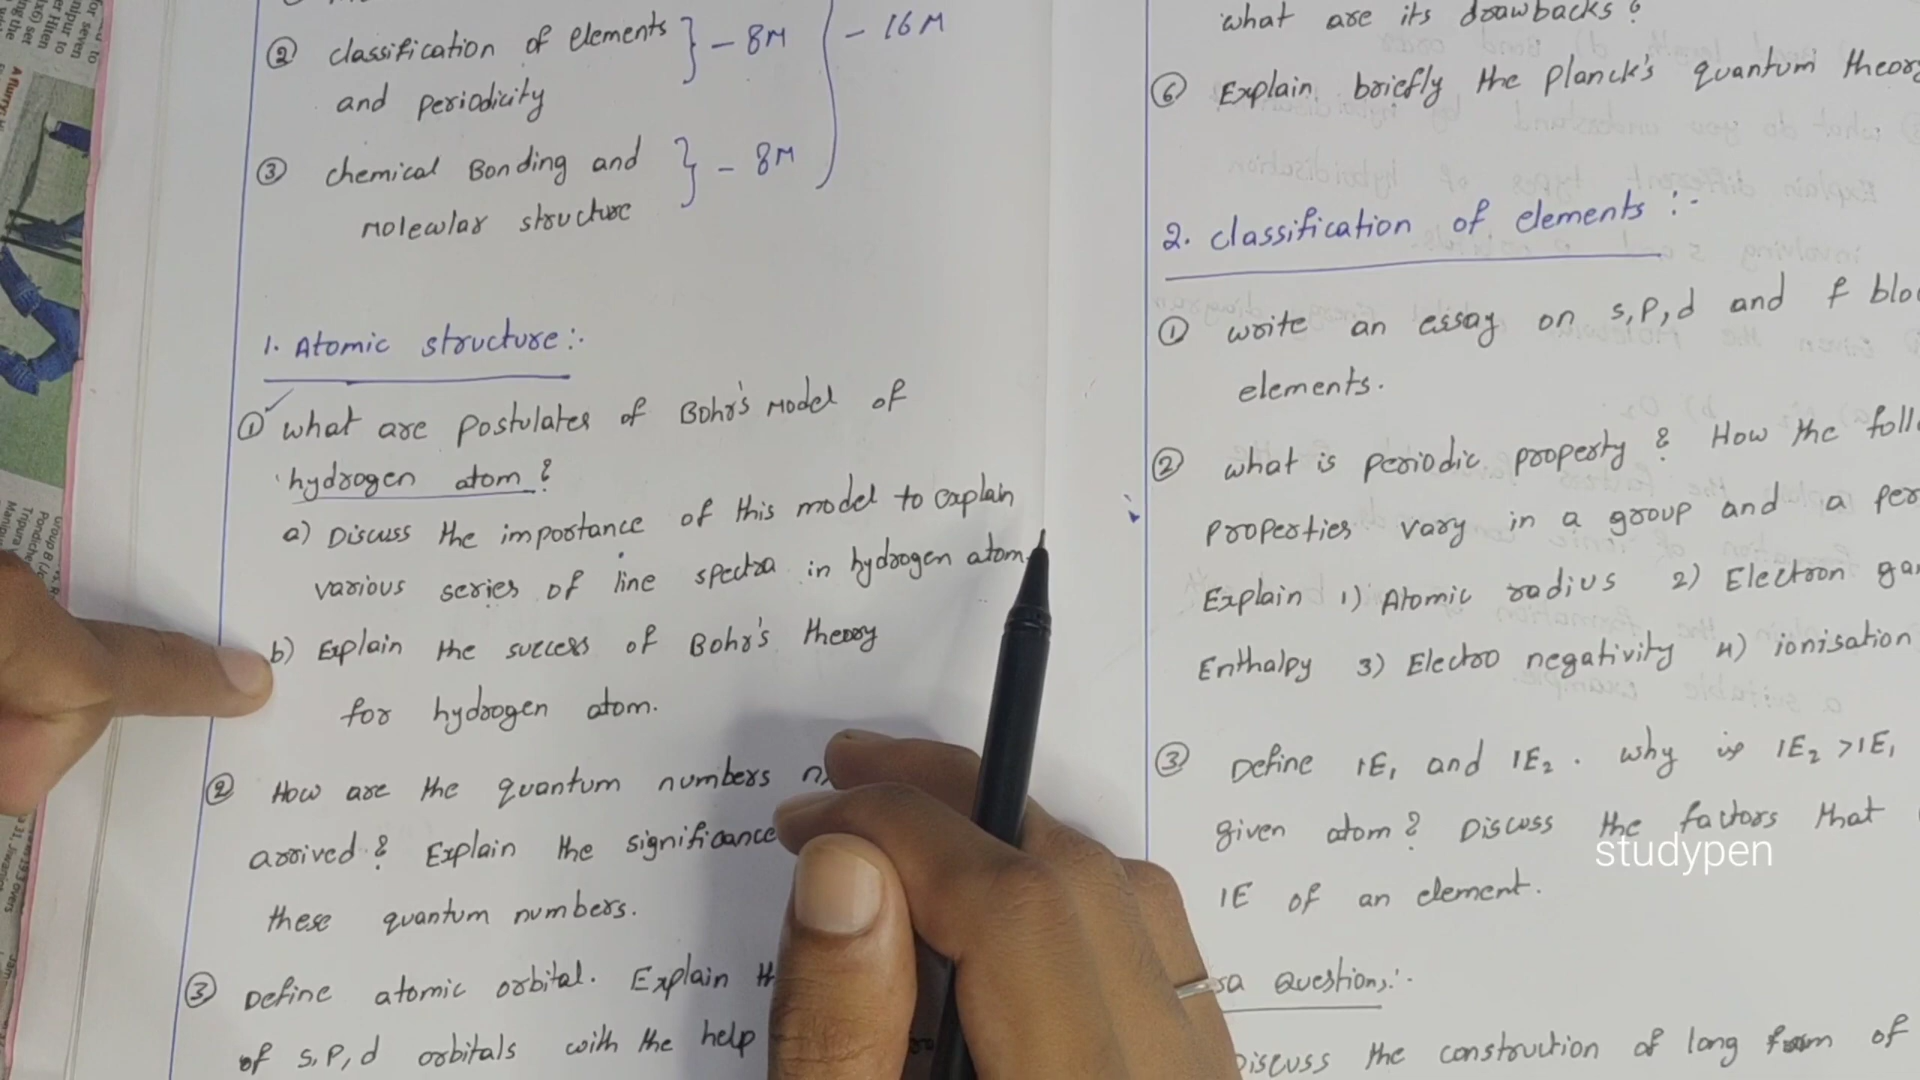 ② classification of elements } - 8M - 16M
and periodicity
③ chemical Bonding and } - 8M
Molecular structure
1. Atomic structure:-
① what are postulates of Bohr's Model of
hydrogen atom?
a) Discuss the importance of this model to explain
various series of line spectra in hydrogen atom.
b) Explain the success of Bohr's theory
for hydrogen atom.
② How are the quantum numbers
arrived? Explain the significance
these quantum numbers.
③ Define atomic orbital. Explain
of s, p, d orbitals with the help
what are its drawbacks?
⑥ Explain briefly the Planck's quantum theory
2. classification of elements :-
① write an essay on s, p, d and f
elements.
② what is periodic property? How the
properties vary in a group and a
Explain 1) Atomic radius 2) Electron
Enthalpy 3) Electro negativity 4) ionisation
③ Define IE₁ and IE₂. why is IE₂ >IE₁
given atom? Discuss the factors that
studypen
IE of an element.
Questions:-
Discuss the construction of long form of